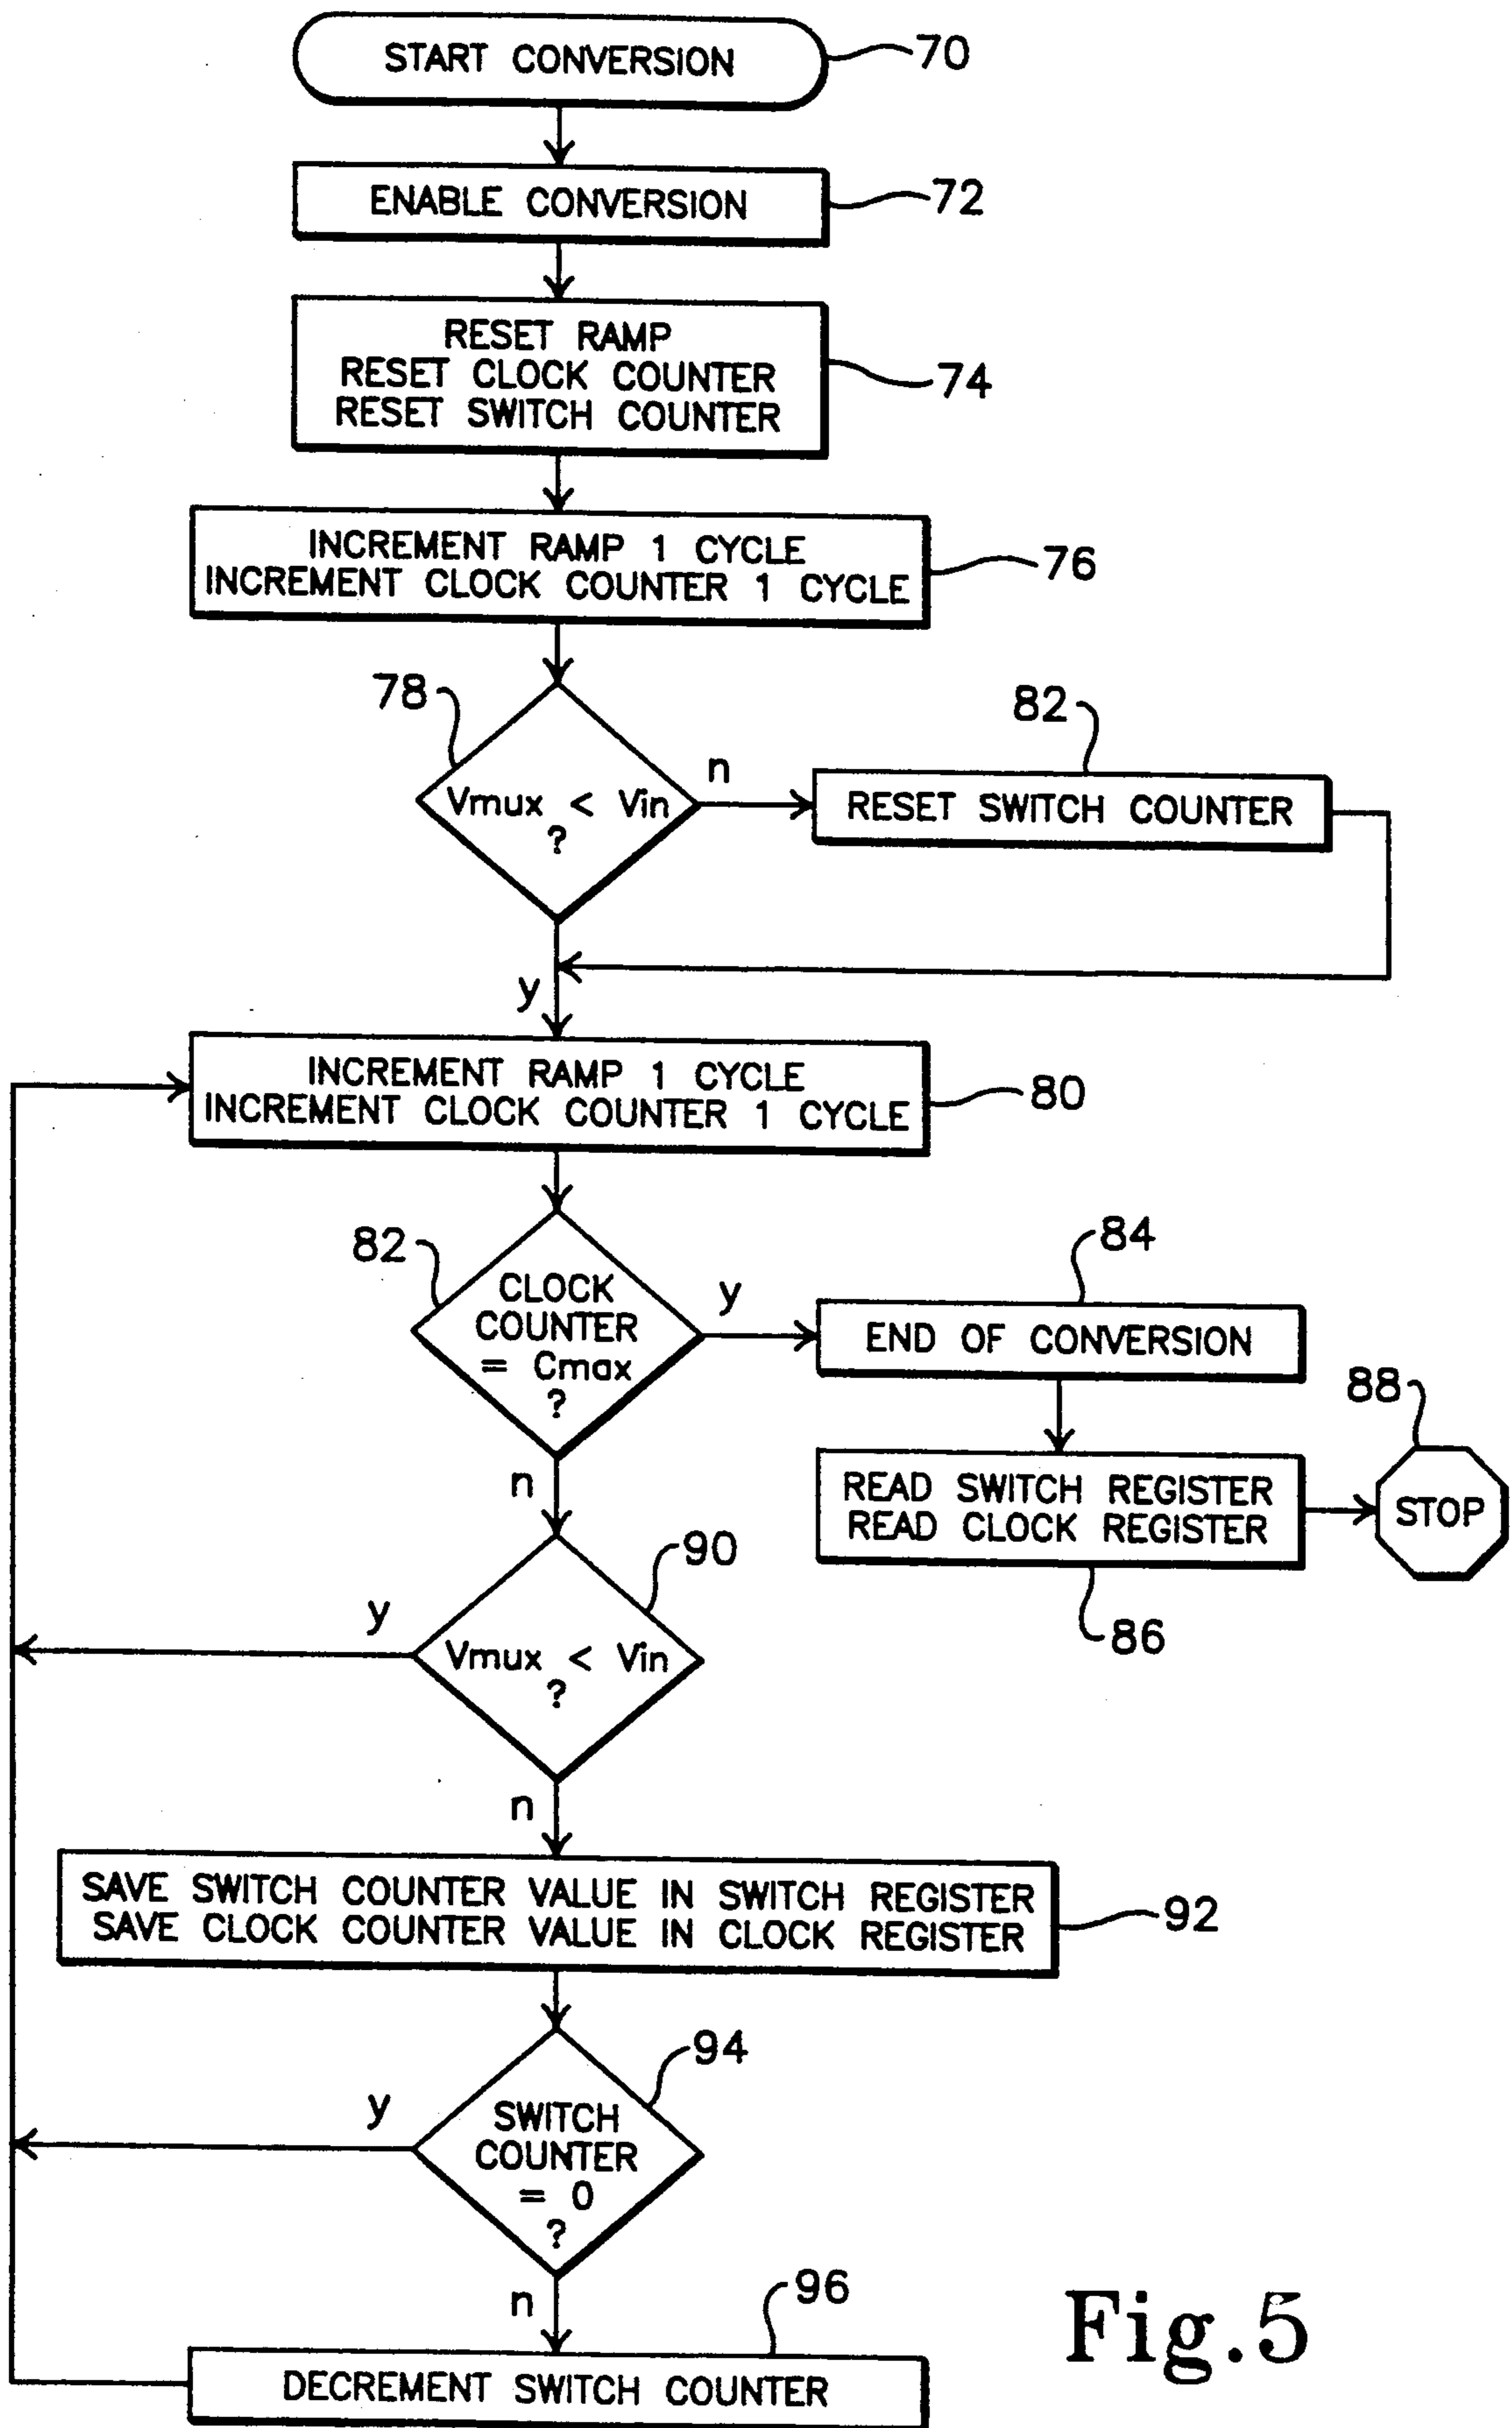 START CONVERSION
70
ENABLE CONVERSION
72
RESET RAMP
RESET CLOCK COUNTER
RESET SWITCH COUNTER
74
INCREMENT RAMP 1 CYCLE
INCREMENT CLOCK COUNTER 1 CYCLE
76
78
Vmux < Vin
?
n
82
RESET SWITCH COUNTER
y
INCREMENT RAMP 1 CYCLE
INCREMENT CLOCK COUNTER 1 CYCLE
80
82
CLOCK
COUNTER
= Cmax
?
y
84
END OF CONVERSION
88
READ SWITCH REGISTER
READ CLOCK REGISTER
STOP
86
n
90
y
Vmux < Vin
?
n
SAVE SWITCH COUNTER VALUE IN SWITCH REGISTER
SAVE CLOCK COUNTER VALUE IN CLOCK REGISTER
92
94
y
SWITCH
COUNTER
= 0
?
n
96
DECREMENT SWITCH COUNTER
Fig.5